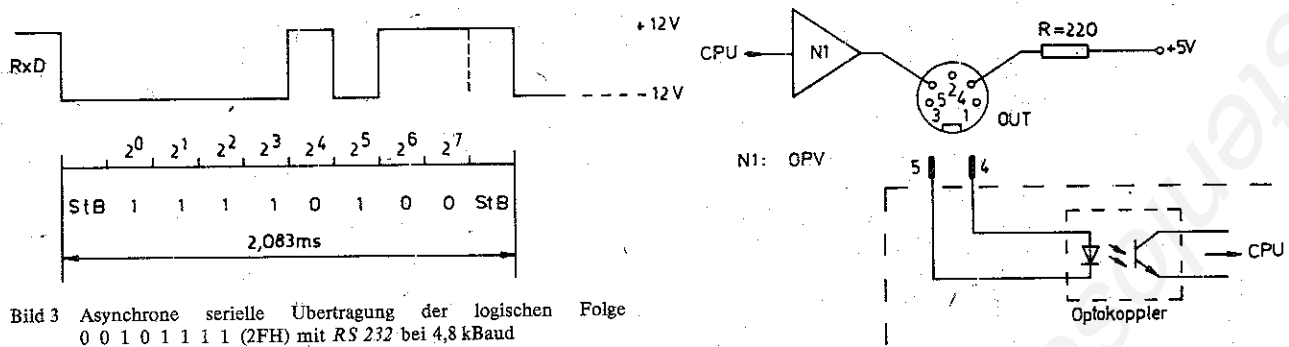 RxD
+12V
-12V
2⁰ 2¹ 2² 2³ 2⁴ 2⁵ 2⁶ 2⁷
StB 1 1 1 1 0 1 0 0 StB
2,083ms
Bild 3 Asynchrone serielle Übertragung der logischen Folge
0 0 1 0 1 1 1 1 (2FH) mit RS 232 bei 4,8 kBaud
R=220
+5V
CPU
N1
2
5 4
3 1
OUT
N1: OPV
5 4
CPU
Optokoppler